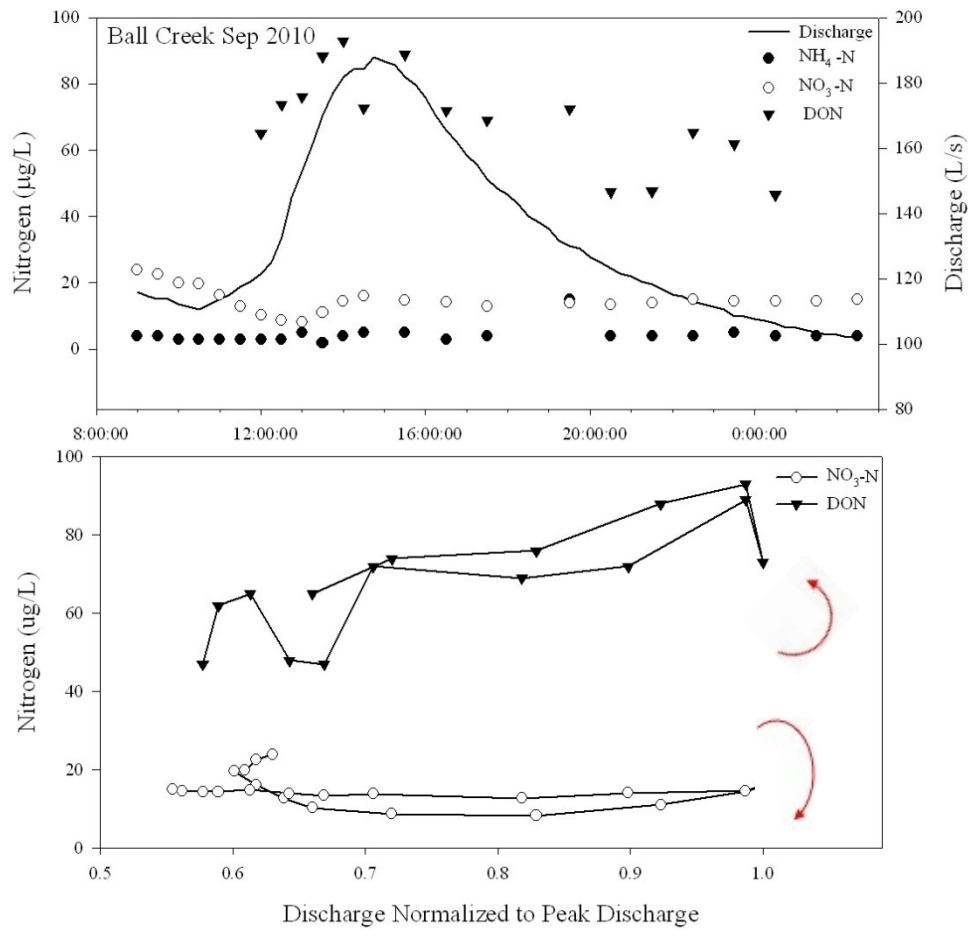 Ball Creek Sep 2010
Discharge
NH4 -N
NO3-N
DON
Nitrogen (µg/L)
100
80
60
40
20
0
Discharge (L/s)
200
180
160
140
120
100
80
8:00:00 12:00:00 16:00:00 20:00:00 0:00:00
NO3-N
DON
Nitrogen (ug/L)
100
80
60
40
20
0
0.5 0.6 0.7 0.8 0.9 1.0
Discharge Normalized to Peak Discharge